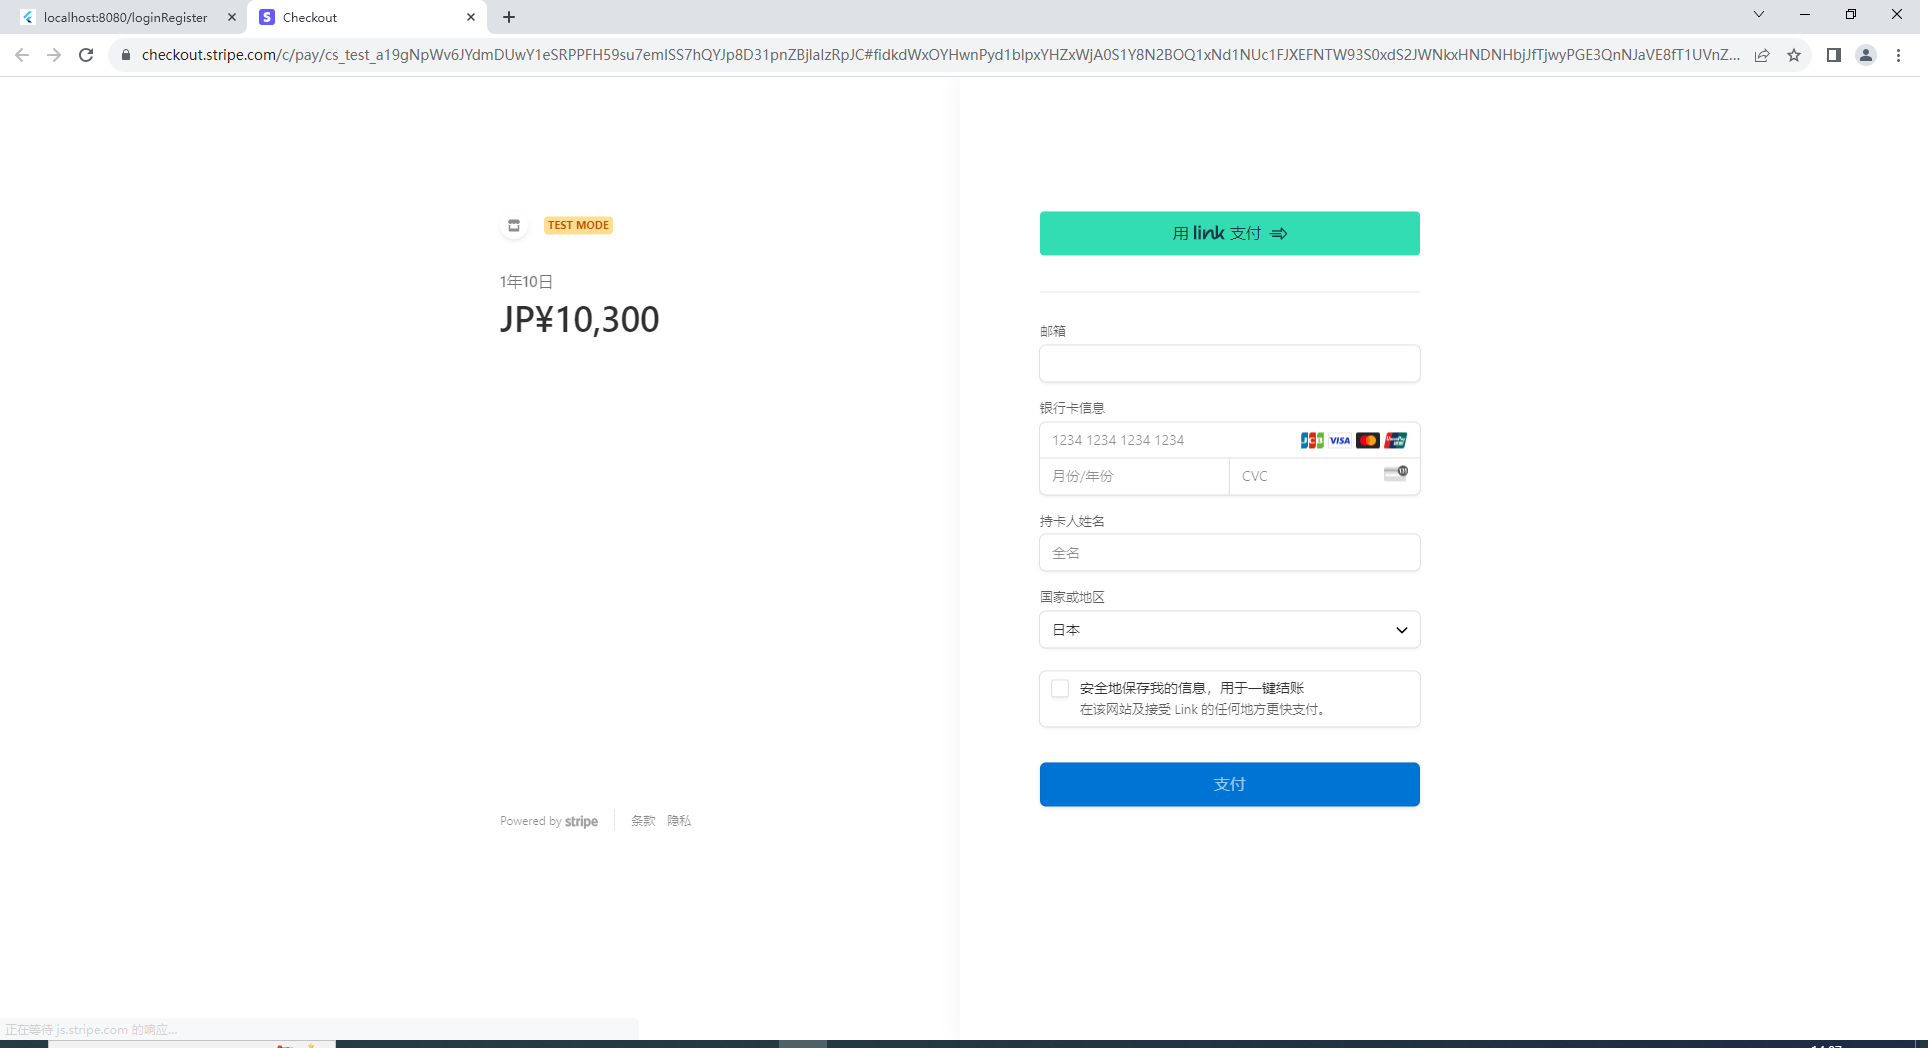 localhost:8080/loginRegister
Checkout
checkout.stripe.com/c/pay/cs_test_a19gNpWv6JYdmDUwY1eSRPPFH59su7emISS7hQYJp8D31pnZBjlalzRpJC#fidkdWxOYHwnPyd1blpxYHZxWjA0S1Y8N2BOQ1xNd1NUc1FJXEFNTW93S0xdS2JWNkxHNDNHbjJfTjwyPGE3QnNJaVE8fT1UVnZ...
TEST MODE
1年10日
JP¥10,300
用 link 支付
邮箱
银行卡信息
1234 1234 1234 1234
JCB VISA UnionPay
月份/年份
CVC
持卡人姓名
全名
国家或地区
日本
安全地保存我的信息，用于一键结账
在该网站及接受 Link 的任何地方更快支付。
支付
Powered by stripe
条款 隐私
正在等待 js.stripe.com 的响应...